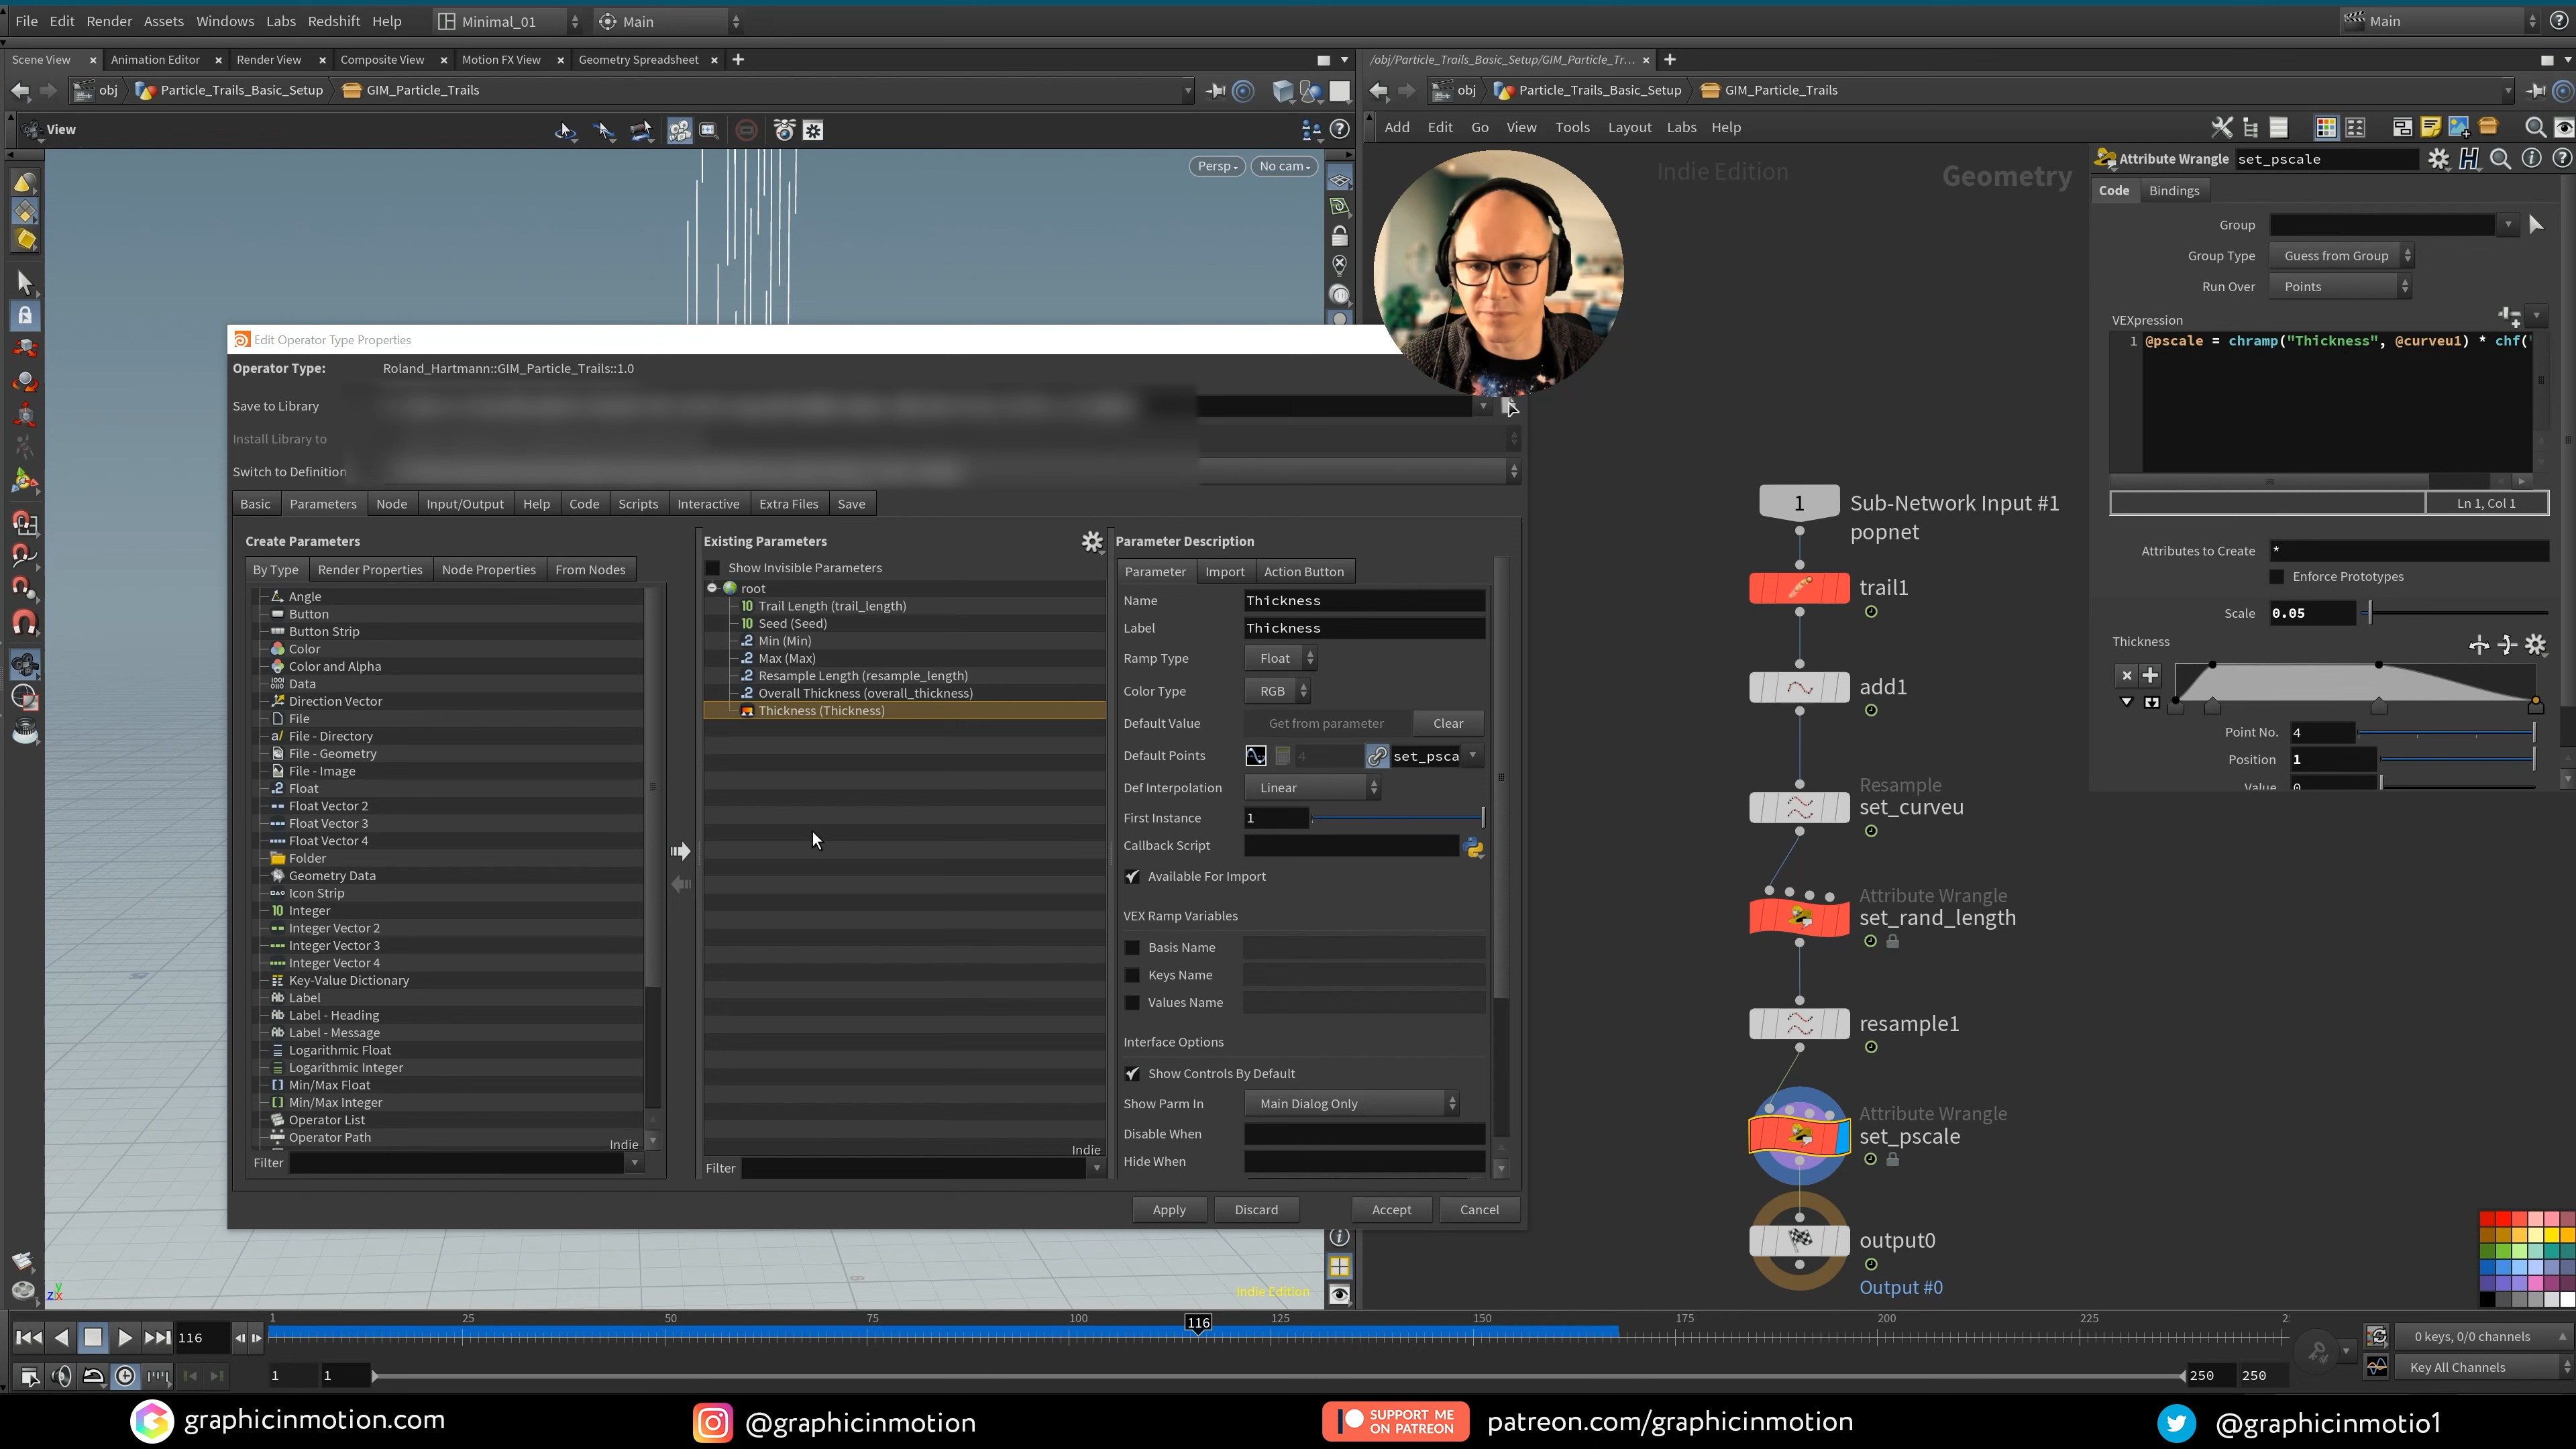 File Edit Render Assets Windows Labs Redshift Help Minimal_01 Main Main
Scene View Animation Editor Render View Composite View Motion FX View Geometry Spreadsheet
obj Particle_Trails_Basic_Setup GIM_Particle_Trails
View
Persp No cam
/obj/Particle_Trails_Basic_Setup/GIM_Particle_Tr...
obj Particle_Trails_Basic_Setup GIM_Particle_Trails
Add Edit Go View Tools Layout Labs Help
Indie Edition
Geometry
Edit Operator Type Properties
Operator Type: Roland_Hartmann::GIM_Particle_Trails::1.0
Save to Library
Install Library to
Switch to Definition
Basic Parameters Node Input/Output Help Code Scripts Interactive Extra Files Save
Create Parameters
By Type Render Properties Node Properties From Nodes
Angle
Button
Button Strip
Color
Color and Alpha
Data
Direction Vector
File
File - Directory
File - Geometry
File - Image
Float
Float Vector 2
Float Vector 3
Float Vector 4
Folder
Geometry Data
Icon Strip
Integer
Integer Vector 2
Integer Vector 3
Integer Vector 4
Key-Value Dictionary
Label
Label - Heading
Label - Message
Logarithmic Float
Logarithmic Integer
Min/Max Float
Min/Max Integer
Operator List
Operator Path
Indie
Filter
Existing Parameters
Show Invisible Parameters
root
Trail Length (trail_length)
Seed (Seed)
Min (Min)
Max (Max)
Resample Length (resample_length)
Overall Thickness (overall_thickness)
Thickness (Thickness)
Indie
Filter
Parameter Description
Parameter Import Action Button
Name Thickness
Label Thickness
Ramp Type Float
Color Type RGB
Default Value Get from parameter Clear
Default Points 4 set_psca
Def Interpolation Linear
First Instance 1
Callback Script
Available For Import
VEX Ramp Variables
Basis Name
Keys Name
Values Name
Interface Options
Show Controls By Default
Show Parm In Main Dialog Only
Disable When
Hide When
Apply Discard Accept Cancel
1 Sub-Network Input #1
popnet
trail1
add1
Resample
set_curveu
Attribute Wrangle
set_rand_length
resample1
Attribute Wrangle
set_pscale
output0
Output #0
Attribute Wrangle set_pscale
Code Bindings
Group
Group Type Guess from Group
Run Over Points
VEXpression
1 @pscale = chramp("Thickness", @curveu1) * chf("
Ln 1, Col 1
Attributes to Create *
Enforce Prototypes
Scale 0.05
Thickness
Point No. 4
Position 1
Value 0
Indie Edition
1 25 50 75 100 116 125 150 175 200 225 2
116
0 keys, 0/0 channels
1 1 250 250
Key All Channels
graphicinmotion.com
@graphicinmotion
SUPPORT ME
ON PATREON
patreon.com/graphicinmotion
@graphicinmotio1